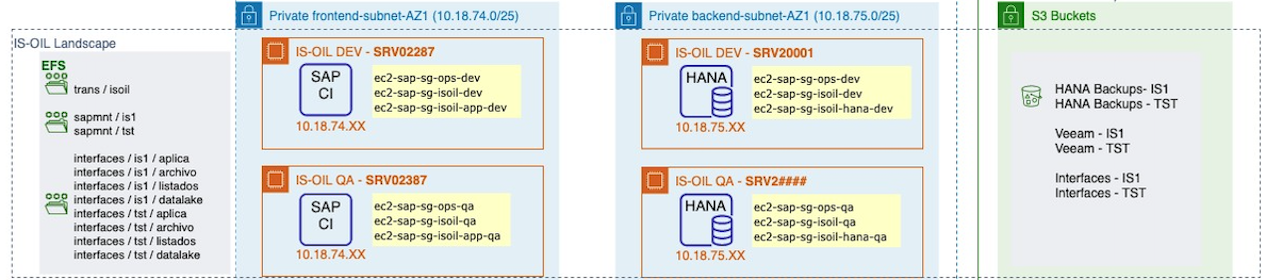 Private frontend-subnet-AZ1 (10.18.74.0/25)
Private backend-subnet-AZ1 (10.18.75.0/25)
S3 Buckets
IS-OIL Landscape
EFS
trans / isoil
sapmnt / is1
sapmnt / tst
interfaces / is1 / aplica
interfaces / is1 / archivo
interfaces / is1 / listados
interfaces / is1 / datalake
interfaces / tst / aplica
interfaces / tst / archivo
interfaces / tst / listados
interfaces / tst / datalake
IS-OIL DEV - SRV02287
SAP
CI
ec2-sap-sg-ops-dev
ec2-sap-sg-isoil-dev
ec2-sap-sg-isoil-app-dev
10.18.74.XX
IS-OIL QA - SRV02387
SAP
CI
ec2-sap-sg-ops-qa
ec2-sap-sg-isoil-qa
ec2-sap-sg-isoil-app-qa
10.18.74.XX
IS-OIL DEV - SRV20001
HANA
ec2-sap-sg-ops-dev
ec2-sap-sg-isoil-dev
ec2-sap-sg-isoil-hana-dev
10.18.75.XX
IS-OIL QA - SRV2####
HANA
ec2-sap-sg-ops-qa
ec2-sap-sg-isoil-qa
ec2-sap-sg-isoil-hana-qa
10.18.75.XX
HANA Backups- IS1
HANA Backups - TST
Veeam - IS1
Veeam - TST
Interfaces - IS1
Interfaces - TST